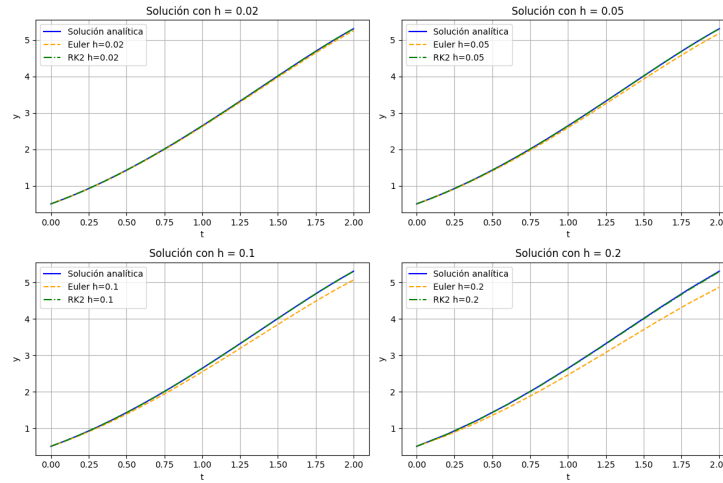 Solución con h = 0.02
Solución analítica
Euler h=0.02
RK2 h=0.02
y
5
4
3
2
1
0.00 0.25 0.50 0.75 1.00 1.25 1.50 1.75 2.00
t
Solución con h = 0.05
Solución analítica
Euler h=0.05
RK2 h=0.05
y
5
4
3
2
1
0.00 0.25 0.50 0.75 1.00 1.25 1.50 1.75 2.00
t
Solución con h = 0.1
Solución analítica
Euler h=0.1
RK2 h=0.1
y
5
4
3
2
1
0.00 0.25 0.50 0.75 1.00 1.25 1.50 1.75 2.00
t
Solución con h = 0.2
Solución analítica
Euler h=0.2
RK2 h=0.2
y
5
4
3
2
1
0.00 0.25 0.50 0.75 1.00 1.25 1.50 1.75 2.00
t